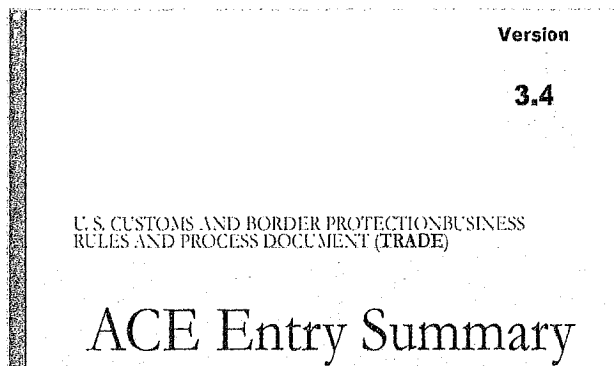 Version
3.4
U. S. CUSTOMS AND BORDER PROTECTIONBUSINESS
RULES AND PROCESS DOCUMENT (TRADE)
ACE Entry Summary